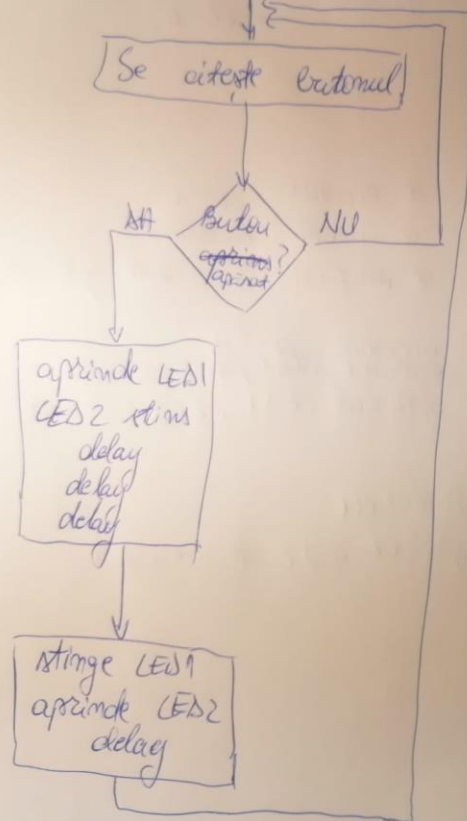 Se citește butonul
DA
Buton
aprins?
apăsat
NU
aprinde LED1
LED2 stins
delay
delay
delay
stinge LED1
aprinde LED2
delay